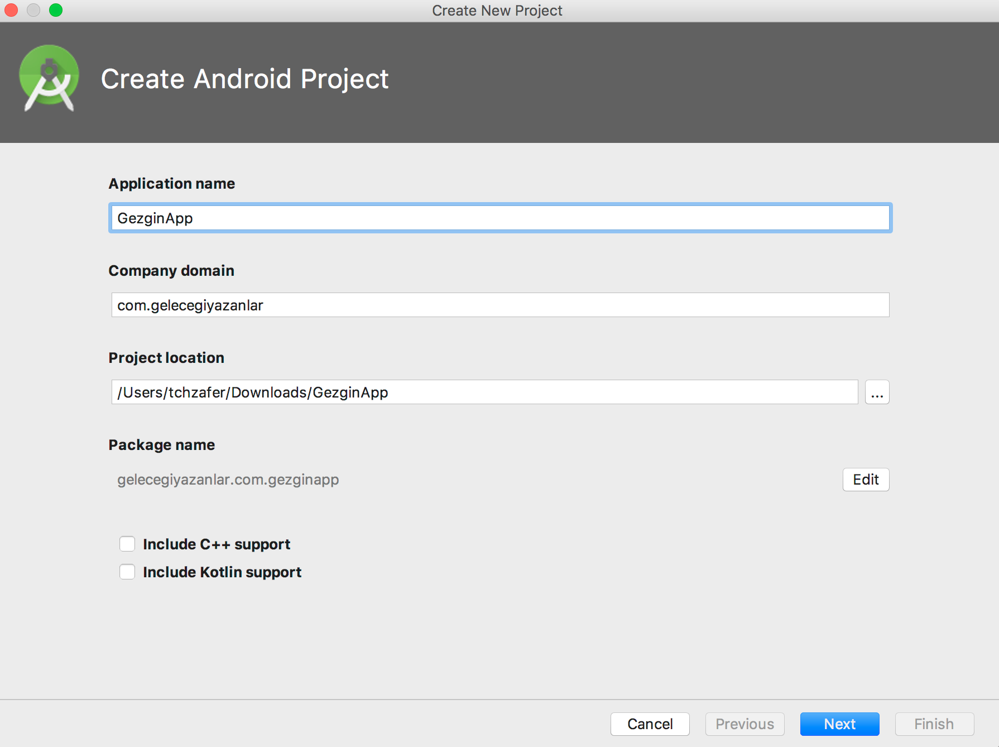 Create New Project
Create Android Project
Application name
GezginApp
Company domain
com.gelecegiyazanlar
Project location
/Users/tchzafer/Downloads/GezginApp
...
Package name
gelecegiyazanlar.com.gezginapp
Edit
Include C++ support
Include Kotlin support
Cancel
Previous
Next
Finish